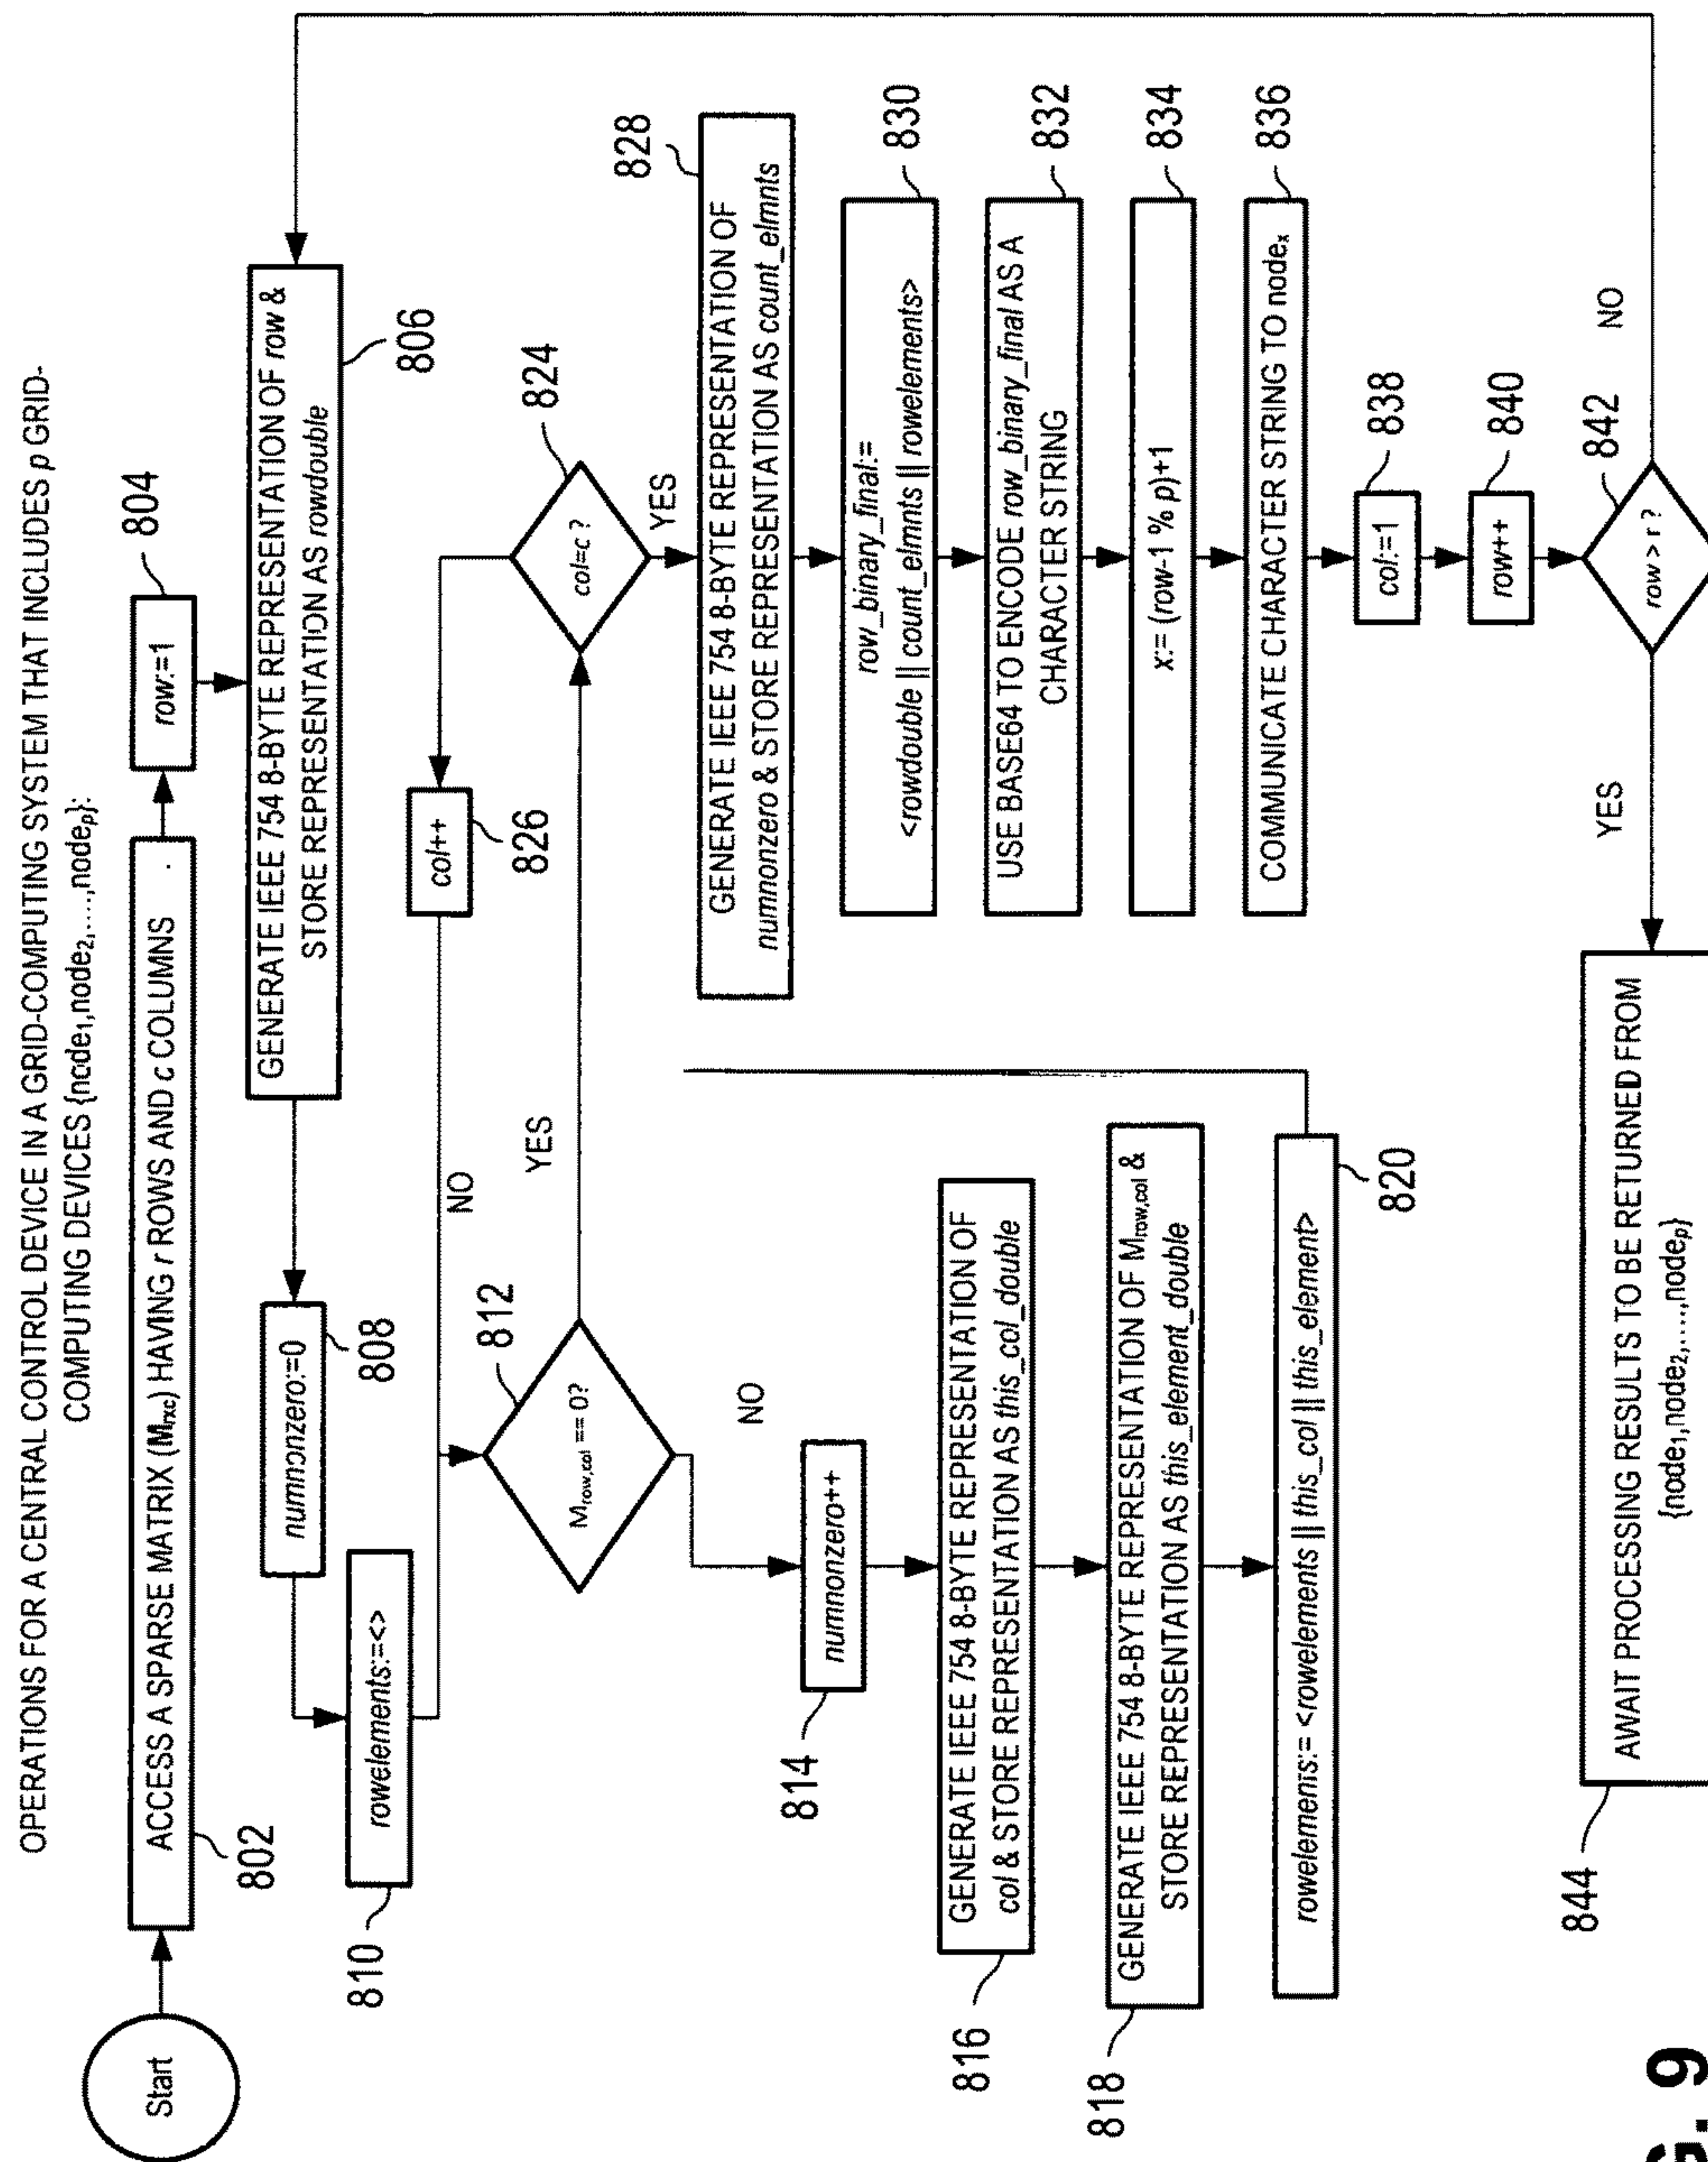 OPERATIONS FOR A CENTRAL CONTROL DEVICE IN A GRID-COMPUTING SYSTEM THAT INCLUDES p GRID-
COMPUTING DEVICES {node1,node2,...,nodep}:
Start
ACCESS A SPARSE MATRIX (Mrxc) HAVING r ROWS AND c COLUMNS .
802
row:=1
804
GENERATE IEEE 754 8-BYTE REPRESENTATION OF row &
STORE REPRESENTATION AS rowdouble
806
numnonzero:=0
808
rowelements:=<>
810
NO
col++
826
Mrow,col == 0?
812
YES
col=c ?
824
YES
NO
numnonzero++
814
GENERATE IEEE 754 8-BYTE REPRESENTATION OF
col & STORE REPRESENTATION AS this_col_double
816
GENERATE IEEE 754 8-BYTE REPRESENTATION OF Mrow,col &
STORE REPRESENTATION AS this_element_double
818
rowelements:= <rowelements || this_col || this_element>
820
GENERATE IEEE 754 8-BYTE REPRESENTATION OF
numnonzero & STORE REPRESENTATION AS count_elmnts
828
row_binary_final:=
<rowdouble || count_elmnts || rowelements>
830
USE BASE64 TO ENCODE row_binary_final AS A
CHARACTER STRING
832
x:= (row-1 % p)+1
834
COMMUNICATE CHARACTER STRING TO nodex
836
col:=1
838
row++
840
row > r ?
842
NO
YES
AWAIT PROCESSING RESULTS TO BE RETURNED FROM
{node1,node2,...,nodep}
844
G. 9